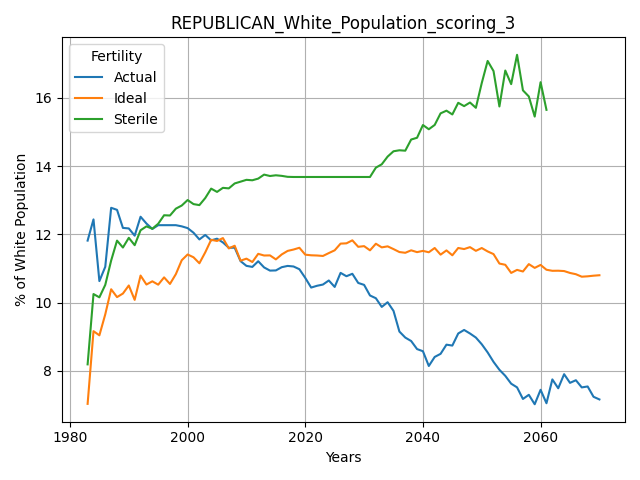 REPUBLICAN_White_Population_scoring_3
Fertility
Actual
Ideal
Sterile
% of White Population
16
14
12
10
8
1980 2000 2020 2040 2060
Years